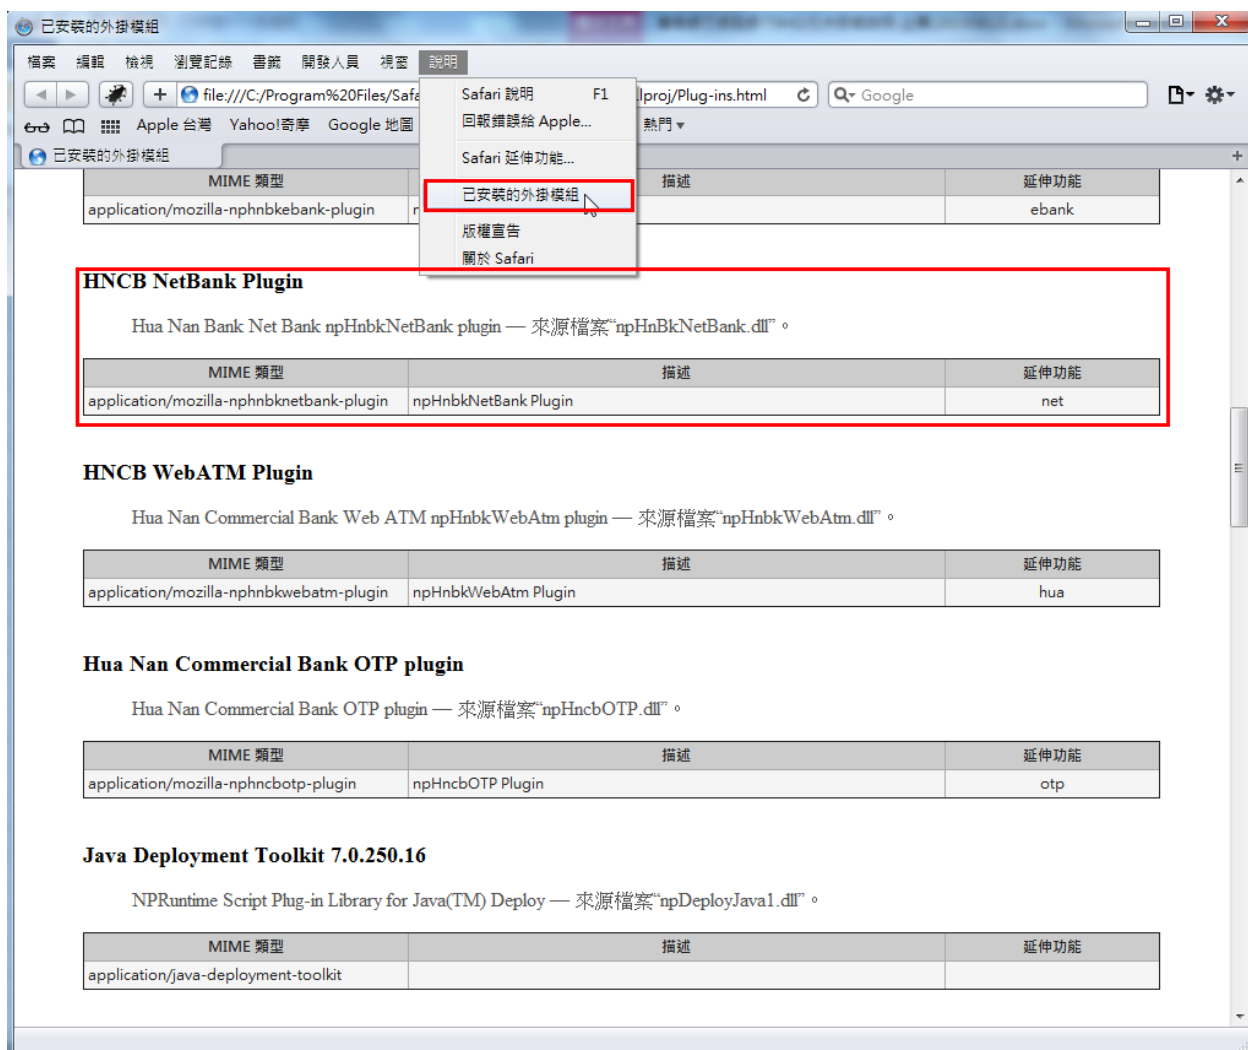 已安裝的外掛模組
檔案 編輯 檢視 瀏覽記錄 書籤 開發人員 視窗 說明
file:///C:/Program%20Files/Safa
lproj/Plug-ins.html
Google
Apple 台灣 Yahoo!奇摩 Google 地圖
熱門
已安裝的外掛模組
Safari 說明 F1
回報錯誤給 Apple...
Safari 延伸功能...
已安裝的外掛模組
版權宣告
關於 Safari
MIME 類型 描述 延伸功能
application/mozilla-nphnbkebank-plugin ebank
HNCB NetBank Plugin
Hua Nan Bank Net Bank npHnbkNetBank plugin — 來源檔案“npHnBkNetBank.dll”。
MIME 類型 描述 延伸功能
application/mozilla-nphnbknetbank-plugin npHnbkNetBank Plugin net
HNCB WebATM Plugin
Hua Nan Commercial Bank Web ATM npHnbkWebAtm plugin — 來源檔案“npHnbkWebAtm.dll”。
MIME 類型 描述 延伸功能
application/mozilla-nphnbkwebatm-plugin npHnbkWebAtm Plugin hua
Hua Nan Commercial Bank OTP plugin
Hua Nan Commercial Bank OTP plugin — 來源檔案“npHncbOTP.dll”。
MIME 類型 描述 延伸功能
application/mozilla-nphncbotp-plugin npHncbOTP Plugin otp
Java Deployment Toolkit 7.0.250.16
NPRuntime Script Plug-in Library for Java(TM) Deploy — 來源檔案“npDeployJava1.dll”。
MIME 類型 描述 延伸功能
application/java-deployment-toolkit